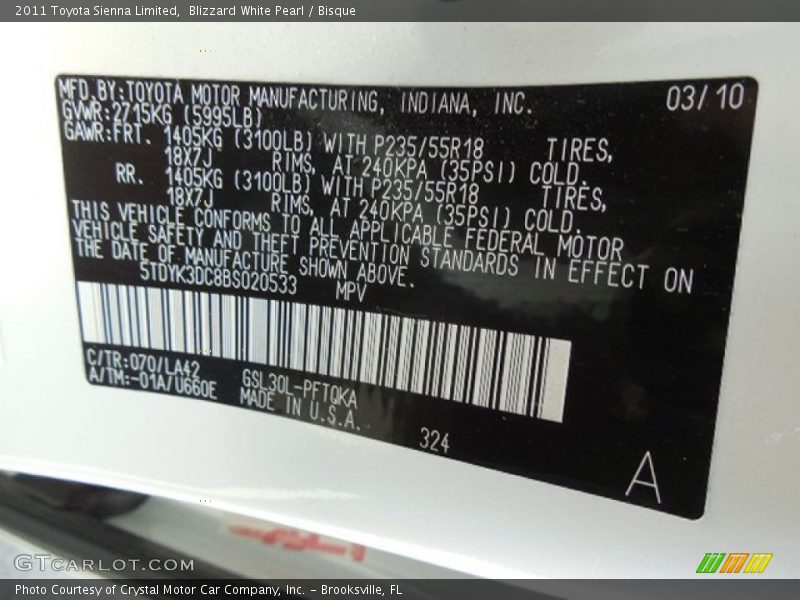 2011 Toyota Sienna Limited, Blizzard White Pearl / Bisque
MFD.BY:TOYOTA MOTOR MANUFACTURING, INDIANA, INC. 03/10
GVWR:2715KG (5995LB)
GAWR:FRT. 1405KG (3100LB) WITH P235/55R18 TIRES,
18X7J RIMS, AT 240KPA (35PSI) COLD.
RR. 1405KG (3100LB) WITH P235/55R18 TIRES,
18X7J RIMS, AT 240KPA (35PSI) COLD.
THIS VEHICLE CONFORMS TO ALL APPLICABLE FEDERAL MOTOR
VEHICLE SAFETY AND THEFT PREVENTION STANDARDS IN EFFECT ON
THE DATE OF MANUFACTURE SHOWN ABOVE.
5TDYK3DC8BS020533 MPV
C/TR:070/LA42 GSL30L-PFTQKA
A/TM:-01A/U660E MADE IN U.S.A.
324
A
GTCARLOT.COM
Photo Courtesy of Crystal Motor Car Company, Inc. – Brooksville, FL